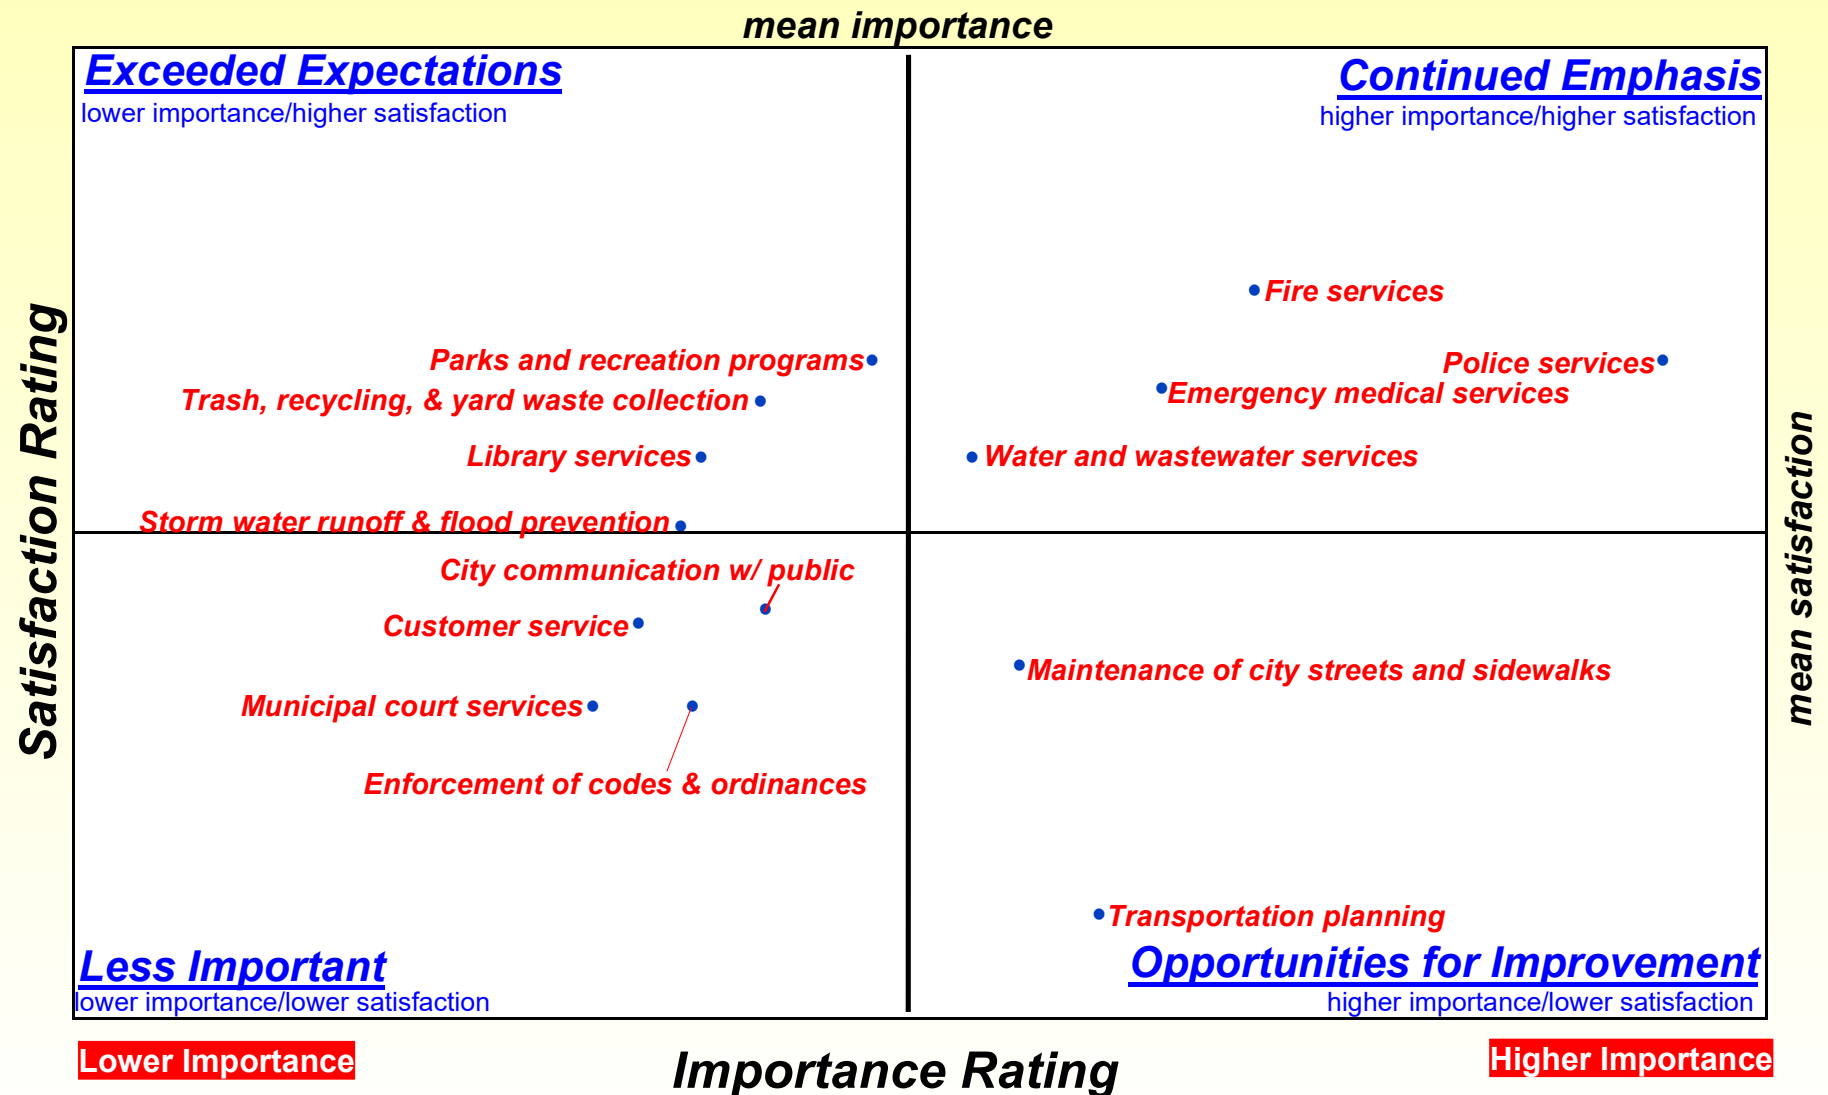 mean importance
Exceeded Expectations
lower importance/higher satisfaction
Continued Emphasis
higher importance/higher satisfaction
Fire services
Parks and recreation programs
Police services
Trash, recycling, & yard waste collection
Emergency medical services
Library services
Water and wastewater services
Storm water runoff & flood prevention
Satisfaction Rating
mean satisfaction
City communication w/ public
Customer service
Maintenance of city streets and sidewalks
Municipal court services
Enforcement of codes & ordinances
Transportation planning
Less Important
lower importance/lower satisfaction
Opportunities for Improvement
higher importance/lower satisfaction
Lower Importance
Importance Rating
Higher Importance